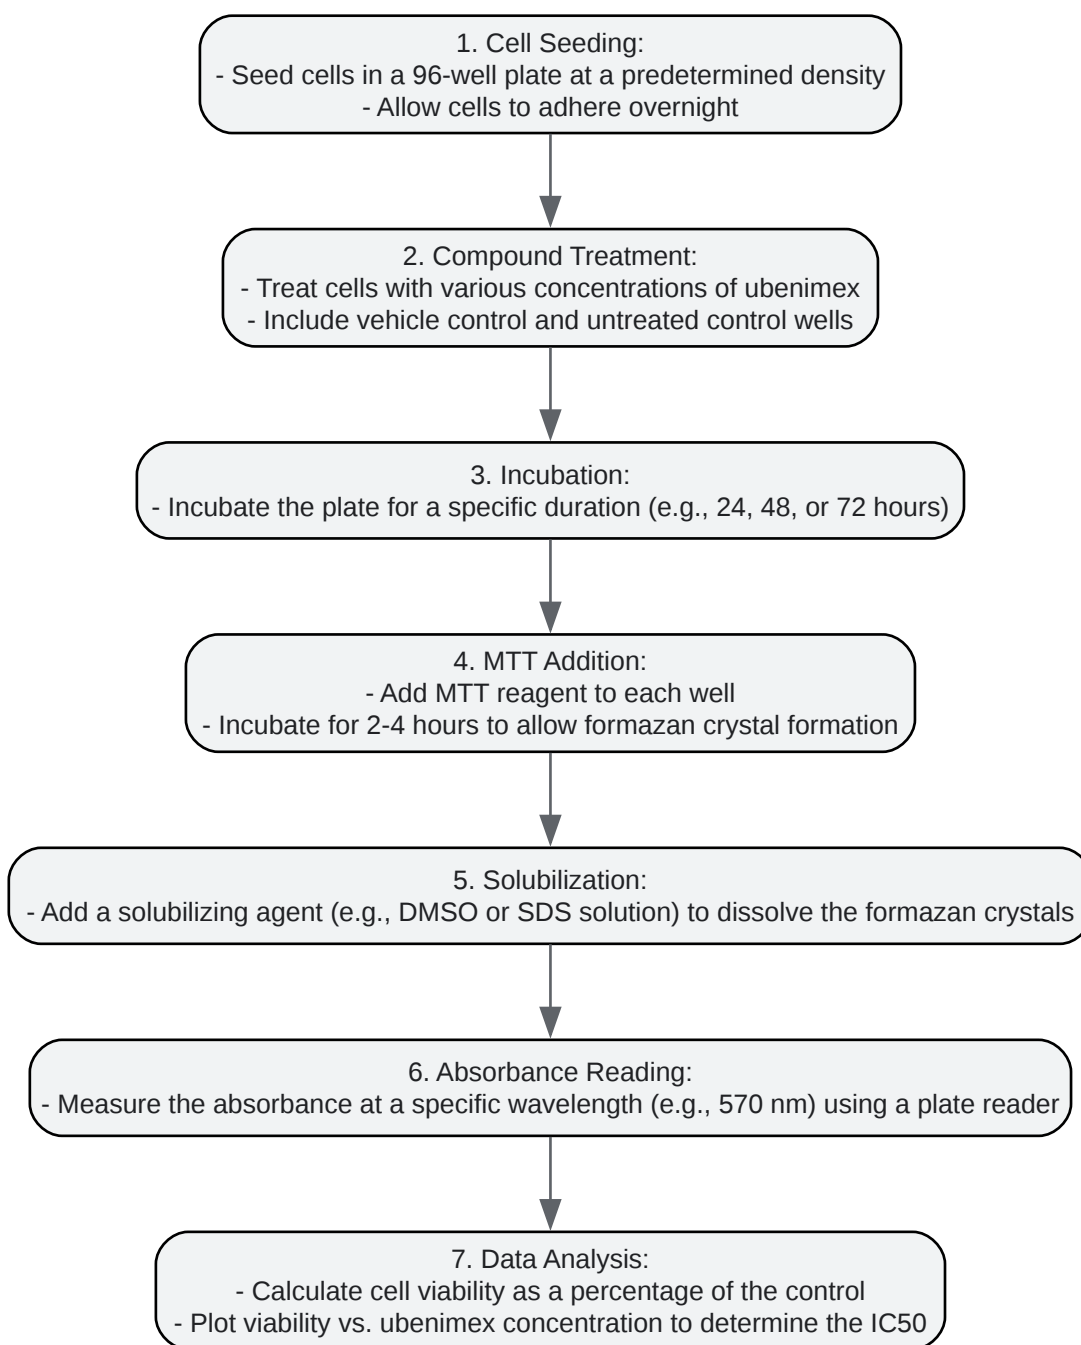 1. Cell Seeding:
- Seed cells in a 96-well plate at a predetermined density
- Allow cells to adhere overnight
2. Compound Treatment:
- Treat cells with various concentrations of ubenimex
- Include vehicle control and untreated control wells
3. Incubation:
- Incubate the plate for a specific duration (e.g., 24, 48, or 72 hours)
4. MTT Addition:
- Add MTT reagent to each well
- Incubate for 2-4 hours to allow formazan crystal formation
5. Solubilization:
- Add a solubilizing agent (e.g., DMSO or SDS solution) to dissolve the formazan crystals
6. Absorbance Reading:
- Measure the absorbance at a specific wavelength (e.g., 570 nm) using a plate reader
7. Data Analysis:
- Calculate cell viability as a percentage of the control
- Plot viability vs. ubenimex concentration to determine the IC50